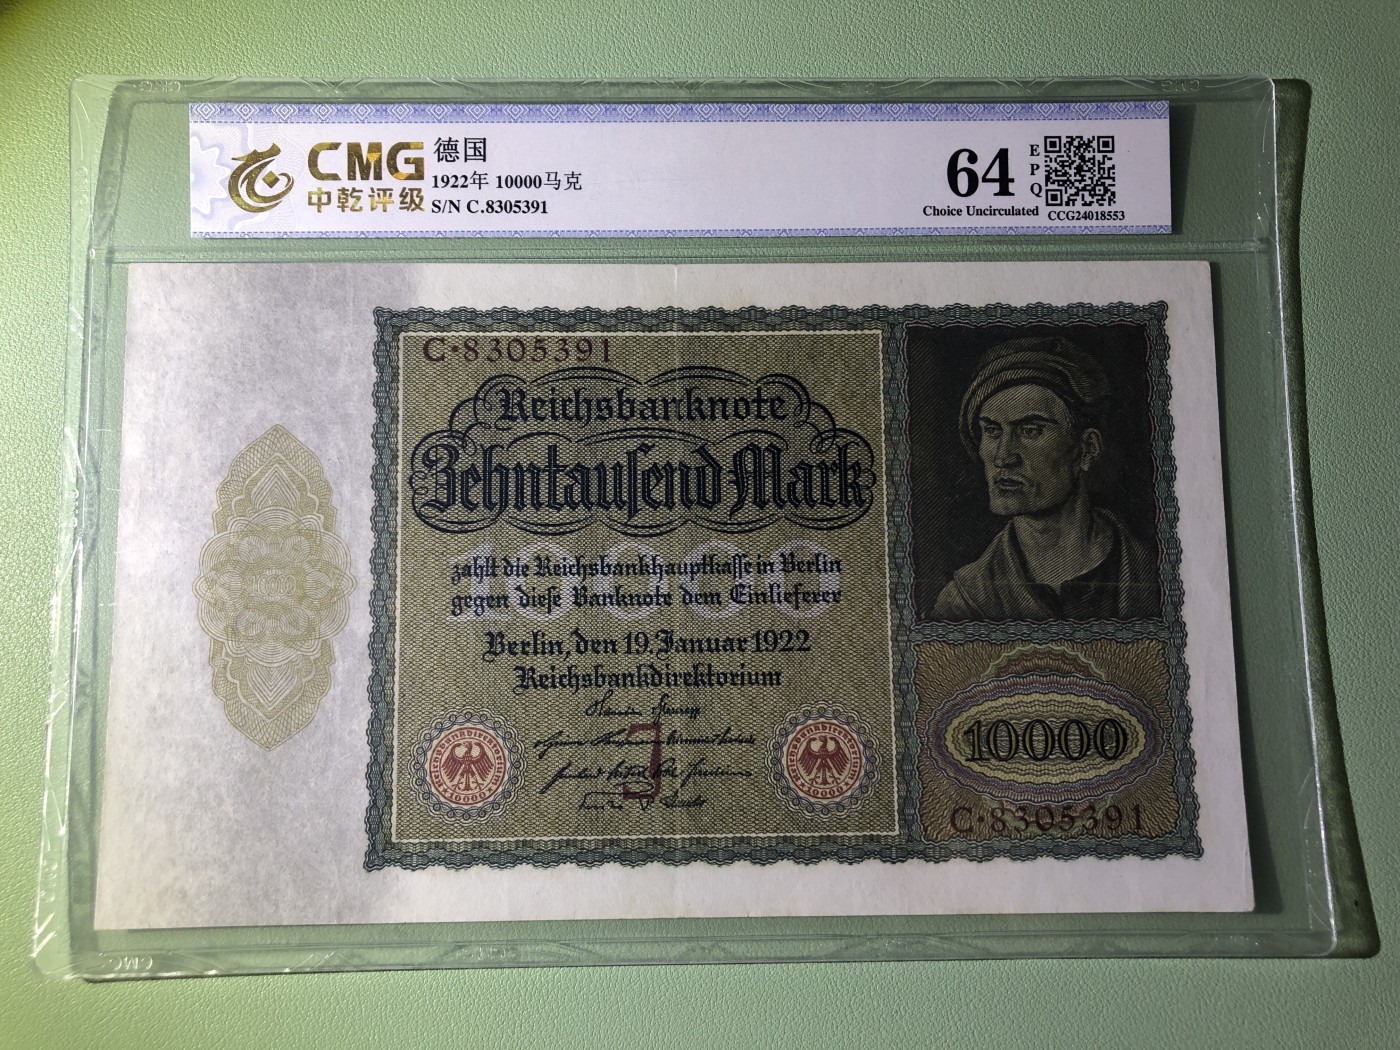 CMG
中乾评级
德国
1922年 10000马克
S/N C.8305391
64
EPQ
Choice Uncirculated
CCG24018553
C·8305391
Reichsbanknote
Zehntausend Mark
zahlt die Reichsbankhauptkasse in Berlin
gegen diese Banknote dem Einlieferer
Berlin, den 19. Januar 1922
Reichsbankdirektorium
J
10000
C·8305391
CMG